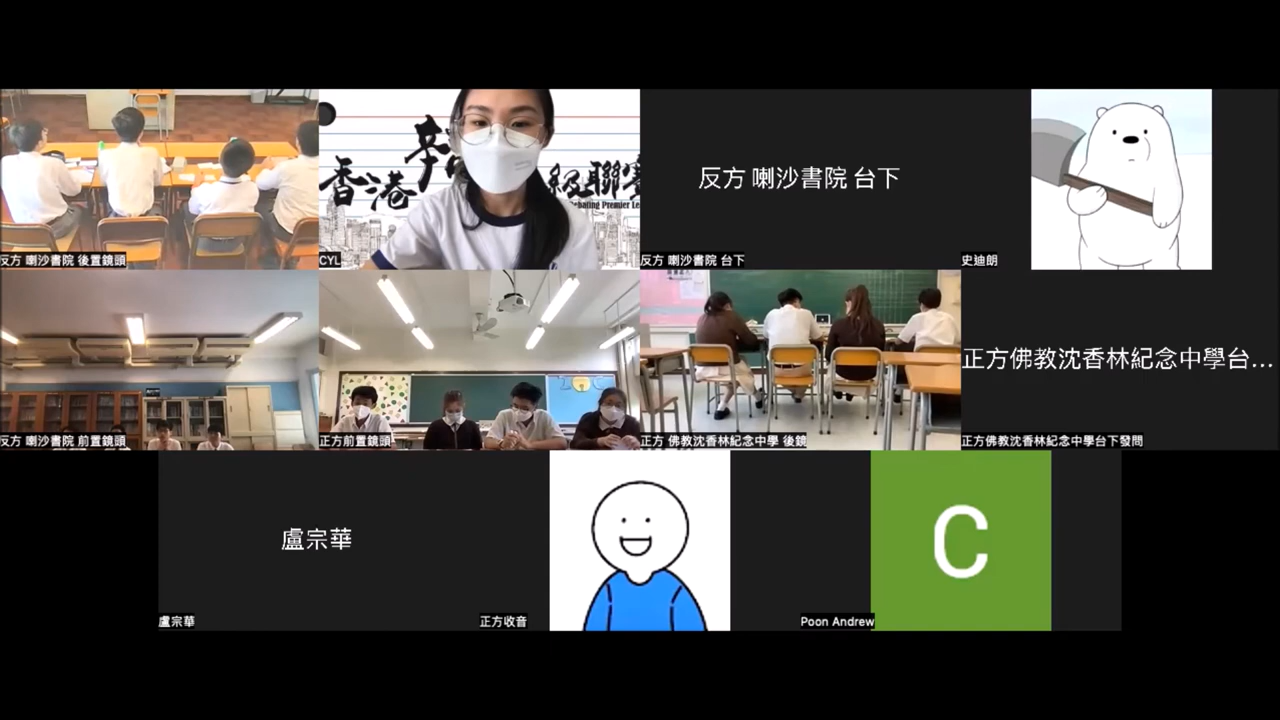 香港辯
級聯賽
Debating Premier Le
反方 喇沙書院 後置鏡頭
CYL
反方 喇沙書院 台下
反方 喇沙書院 台下
史迪朗
反方 喇沙書院 前置鏡頭
正方前置鏡頭
正方 佛教沈香林紀念中學 後鏡
正方佛教沈香林紀念中學台...
正方佛教沈香林紀念中學台下發問
盧宗華
盧宗華
正方收音
C
Poon Andrew